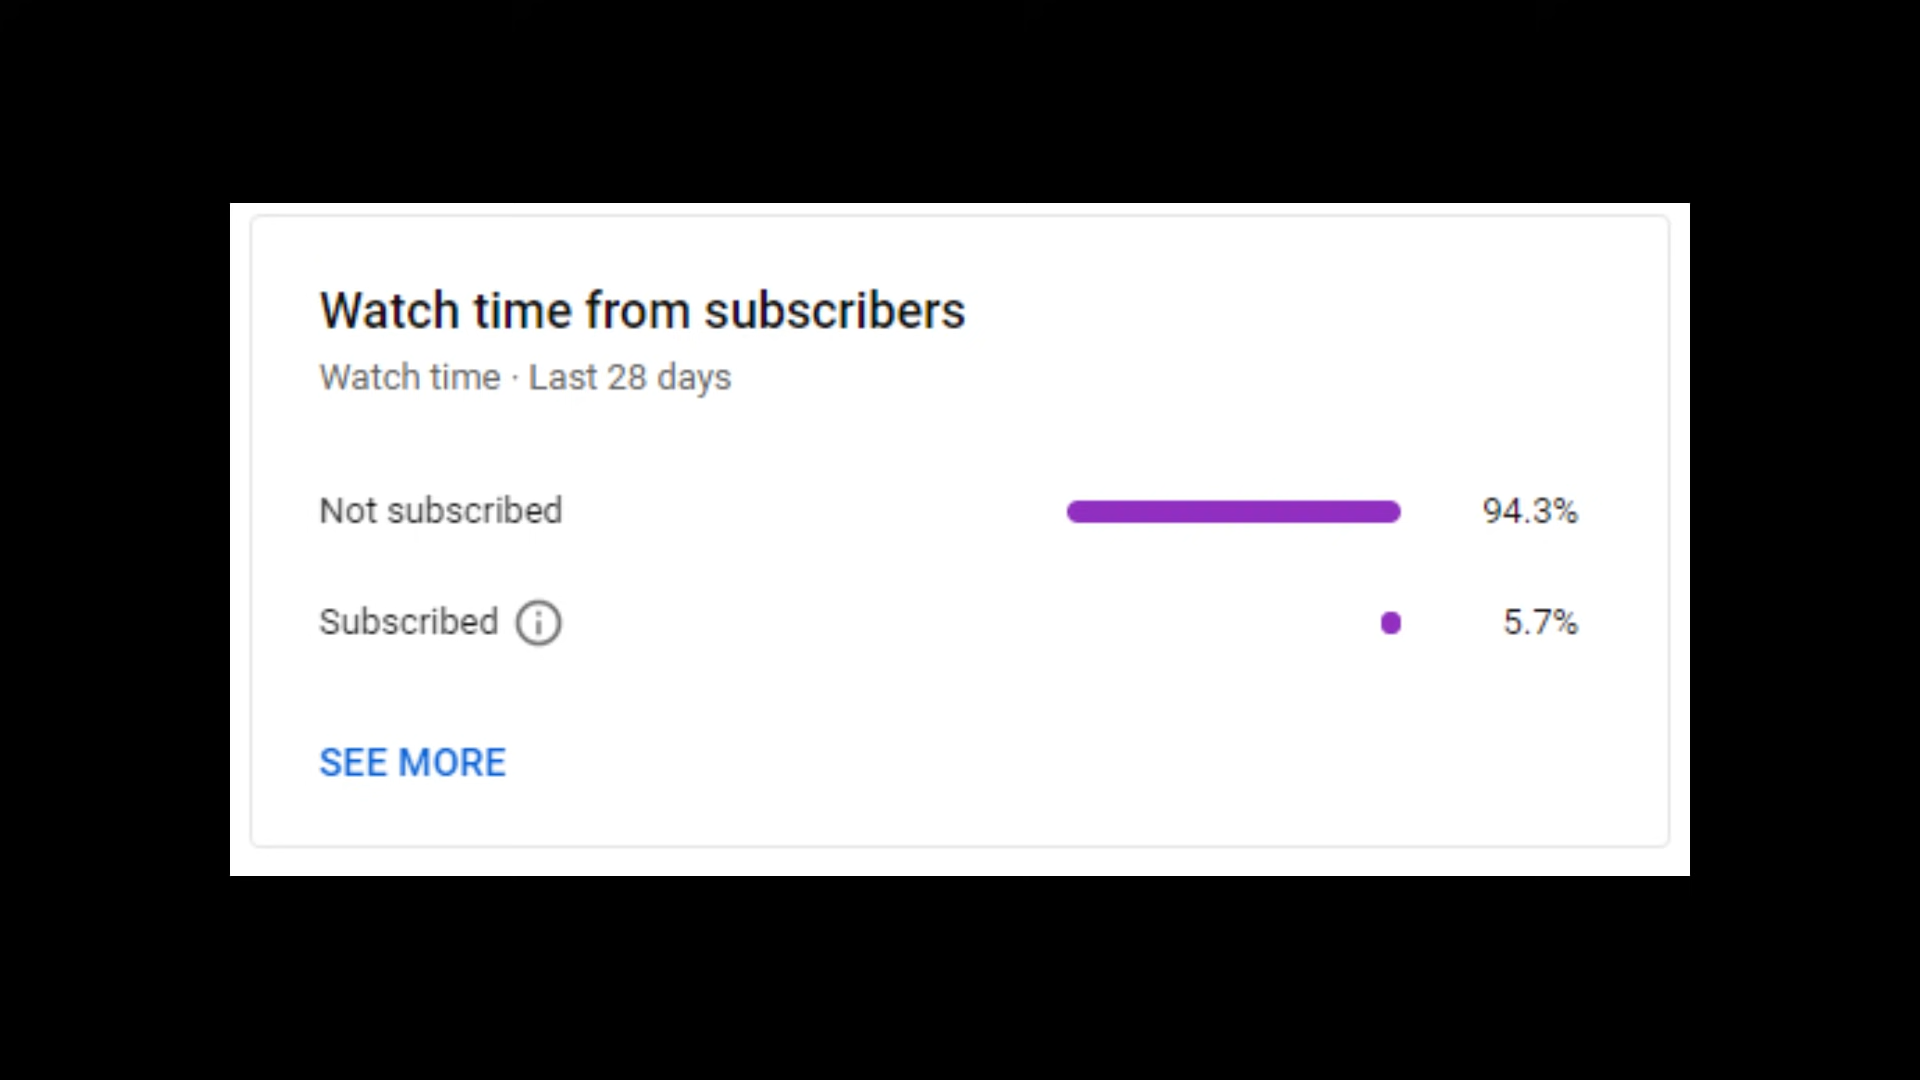 Watch time from subscribers
Watch time · Last 28 days
Not subscribed 94.3%
Subscribed 5.7%
SEE MORE